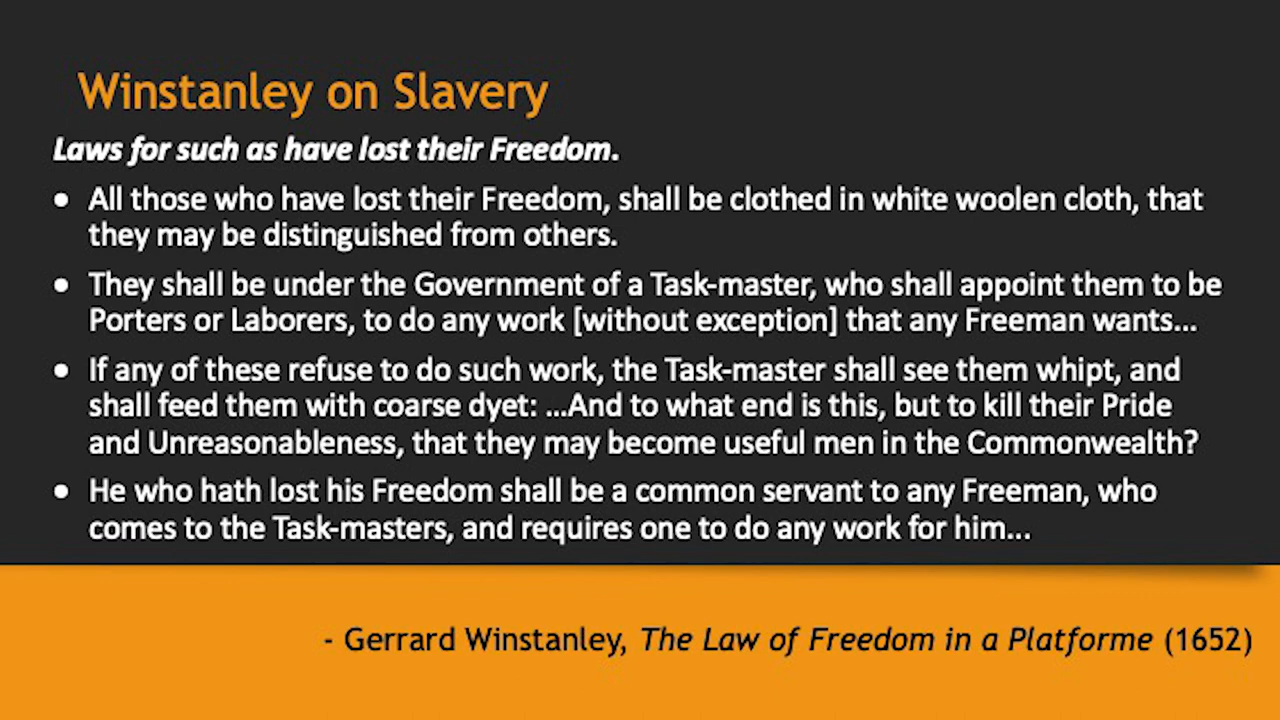 Winstanley on Slavery
Laws for such as have lost their Freedom.
• All those who have lost their Freedom, shall be clothed in white woolen cloth, that
they may be distinguished from others.
• They shall be under the Government of a Task-master, who shall appoint them to be
Porters or Laborers, to do any work [without exception] that any Freeman wants...
• If any of these refuse to do such work, the Task-master shall see them whipt, and
shall feed them with coarse dyet: ...And to what end is this, but to kill their Pride
and Unreasonableness, that they may become useful men in the Commonwealth?
• He who hath lost his Freedom shall be a common servant to any Freeman, who
comes to the Task-masters, and requires one to do any work for him...
- Gerrard Winstanley, The Law of Freedom in a Platforme (1652)